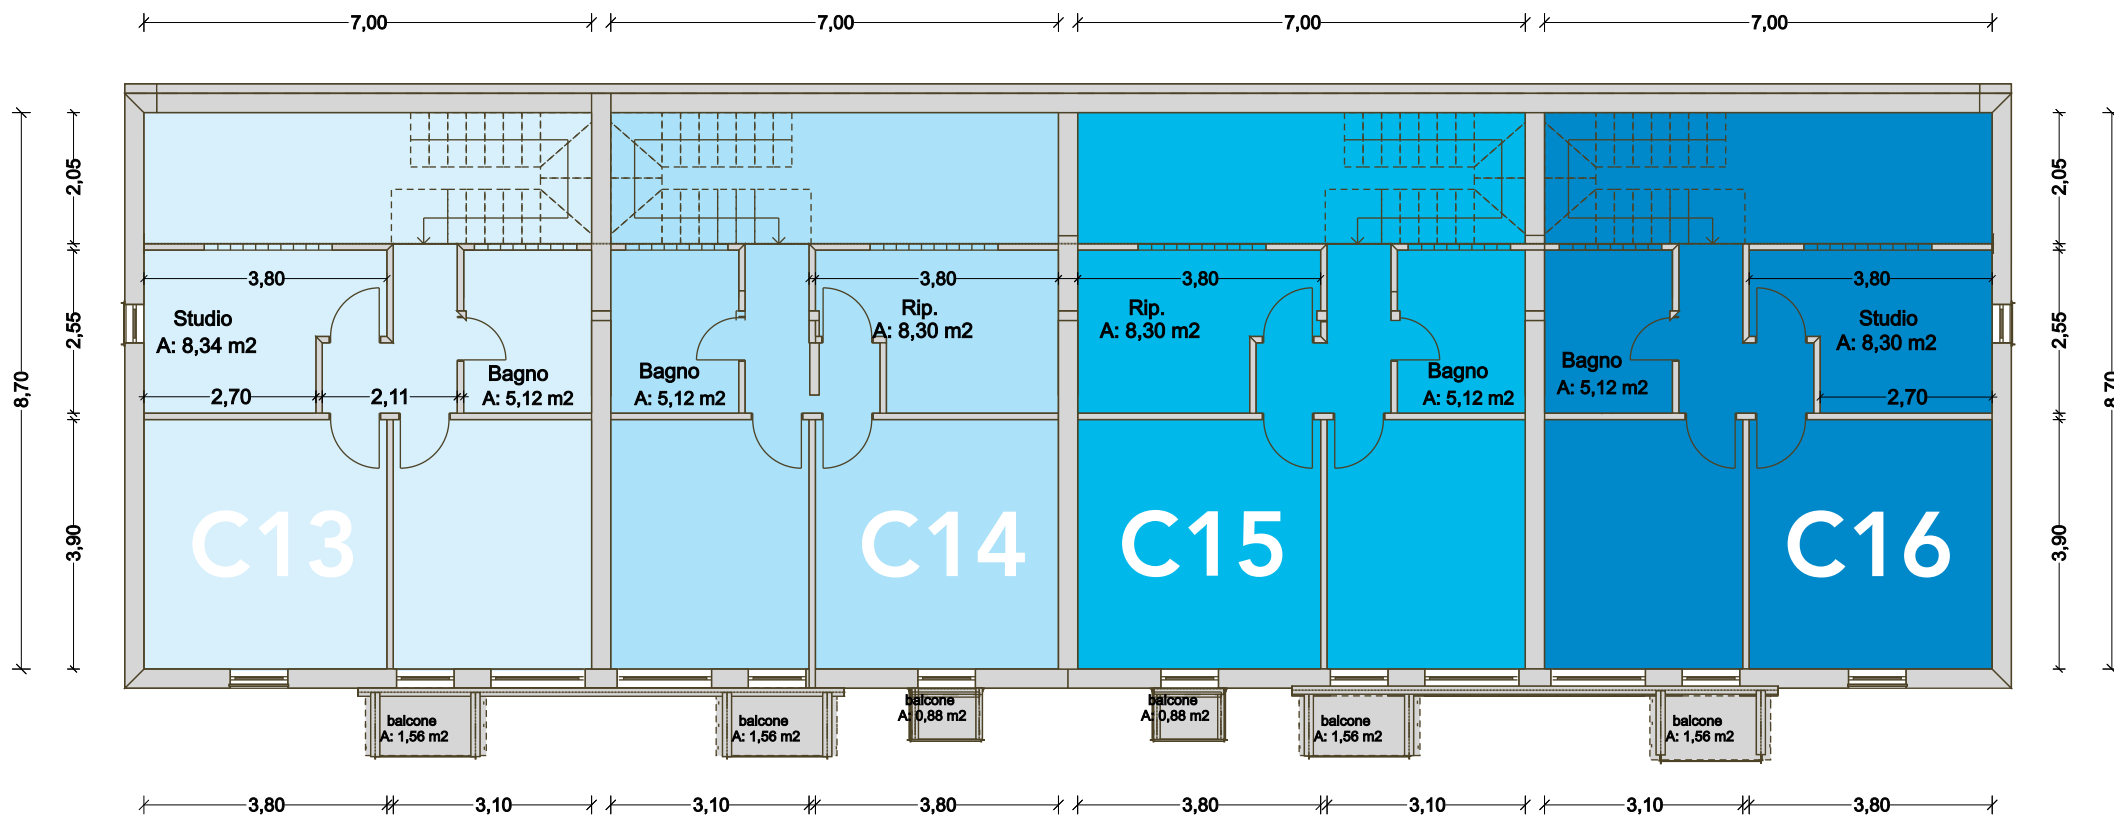 7,00
7,00
7,00
7,00
8,70
2,05
2,05
8,70
3,80
3,80
3,80
3,80
Studio
A: 8,34 m2
Rip.
A: 8,30 m2
Rip.
A: 8,30 m2
Studio
A: 8,30 m2
2,55
2,55
Bagno
A: 5,12 m2
Bagno
A: 5,12 m2
Bagno
A: 5,12 m2
Bagno
A: 5,12 m2
2,70
2,11
2,70
3,90
C13
C14
C15
C16
3,90
balcone
A: 1,56 m2
balcone
A: 1,56 m2
balcone
A: 0,88 m2
balcone
A: 0,88 m2
balcone
A: 1,56 m2
balcone
A: 1,56 m2
3,80
3,10
3,10
3,80
3,80
3,10
3,10
3,80